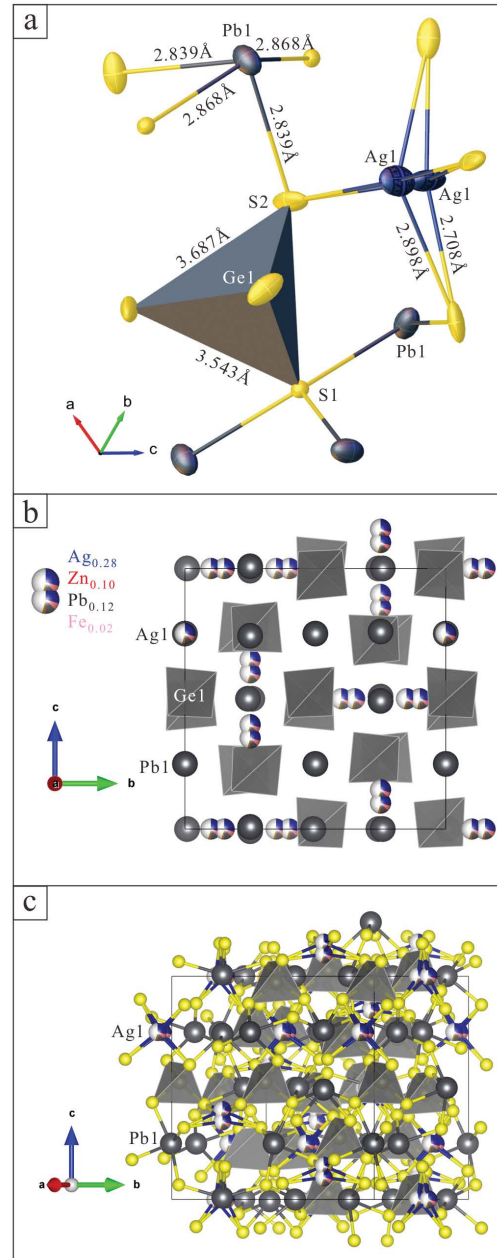 a
Pb1
2.839Å
2.868Å
2.868Å
2.839Å
Ag1
Ag1
S2
3.687Å
2.898Å
2.708Å
Ge1
Pb1
3.543Å
S1
a
b
c
b
Ag0.28
Zn0.10
Pb0.12
Fe0.02
Ag1
Ge1
c
Pb1
a
b
c
Ag1
c
Pb1
a
b